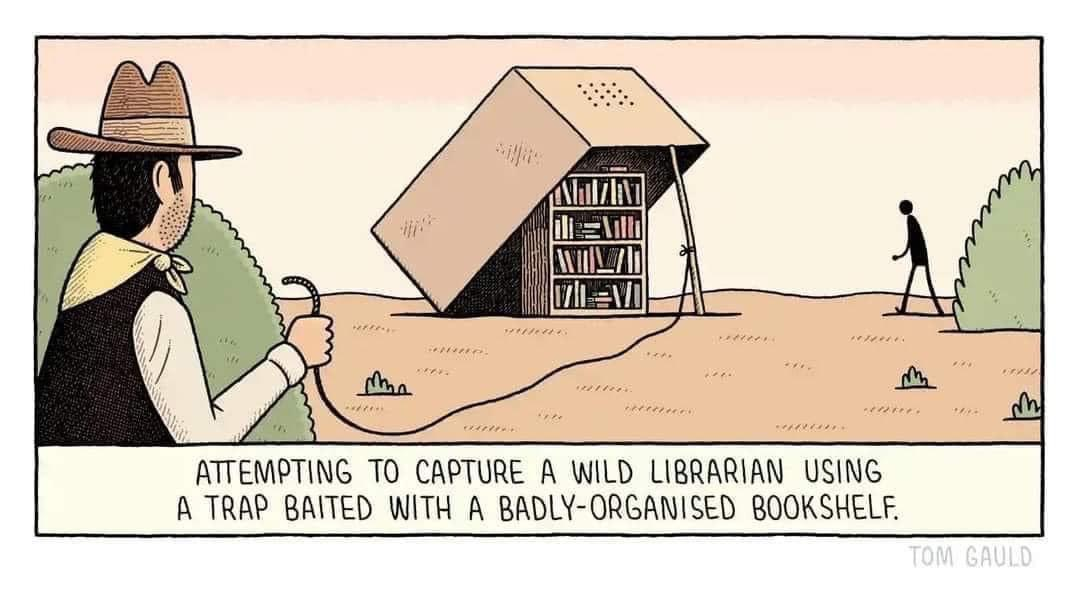 ATTEMPTING TO CAPTURE A WILD LIBRARIAN USING
A TRAP BAITED WITH A BADLY-ORGANISED BOOKSHELF.
TOM GAULD